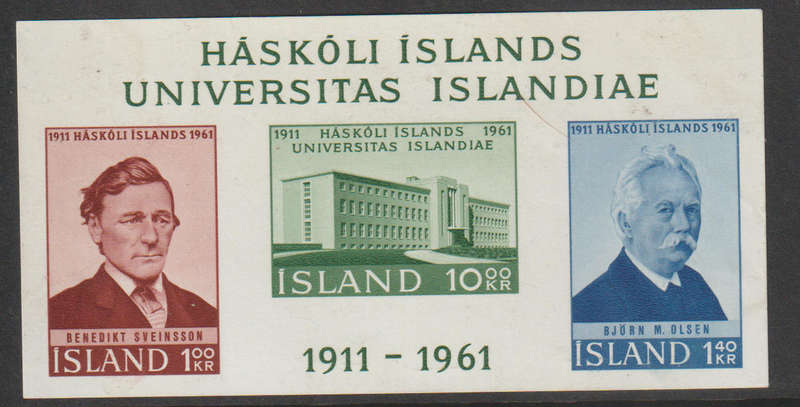 HÁSKÓLI ÍSLANDS
UNIVERSITAS ISLANDIAE
1911 HÁSKÓLI ÍSLANDS 1961
BENEDIKT SVEINSSON
ÍSLAND 1.00 KR
1911 HÁSKÓLI ÍSLANDS 1961
UNIVERSITAS ISLANDIAE
ÍSLAND 10.00 KR
1911 HÁSKÓLI ÍSLANDS 1961
BJÖRN M. OLSEN
ÍSLAND 1.40 KR
1911 - 1961